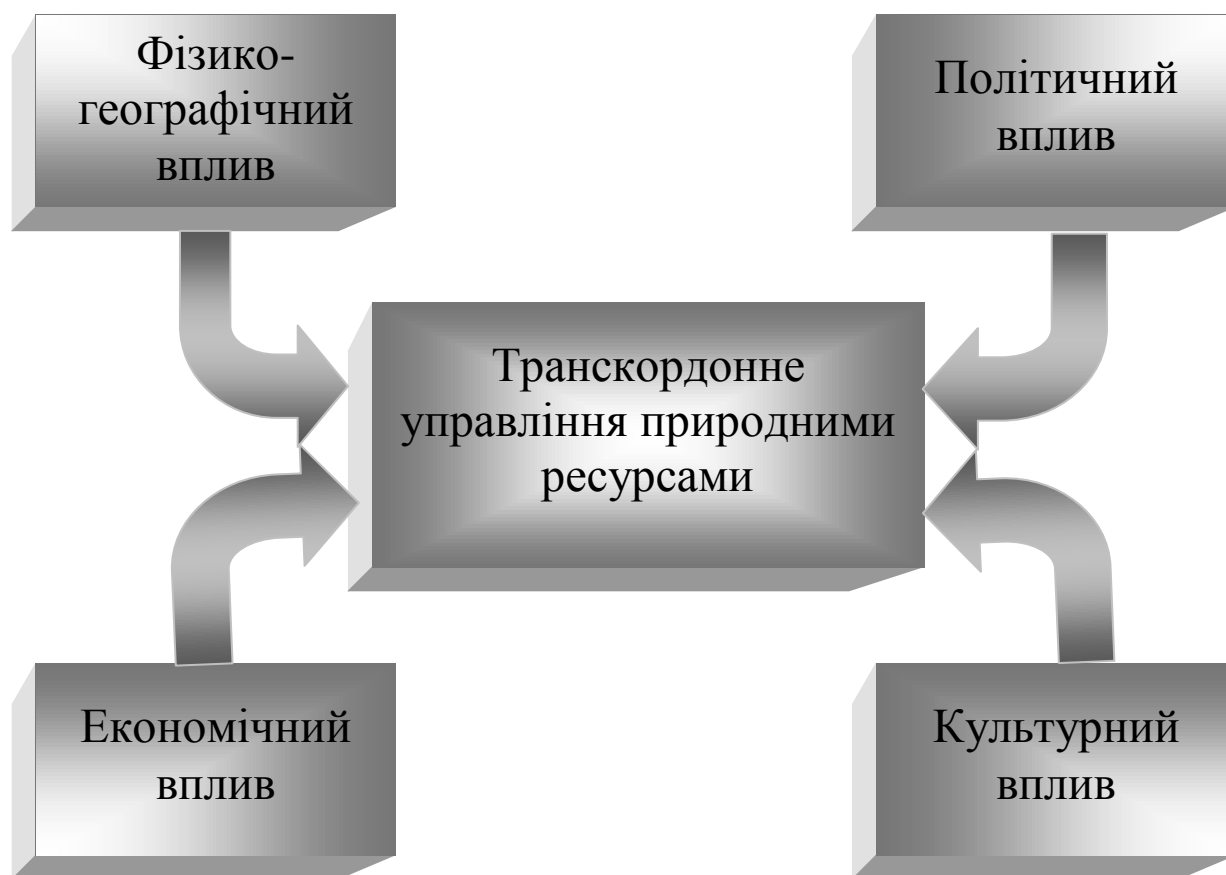 Фізико-
географічний
вплив
Політичний
вплив
Транскордонне
управління природними
ресурсами
Економічний
вплив
Культурний
вплив